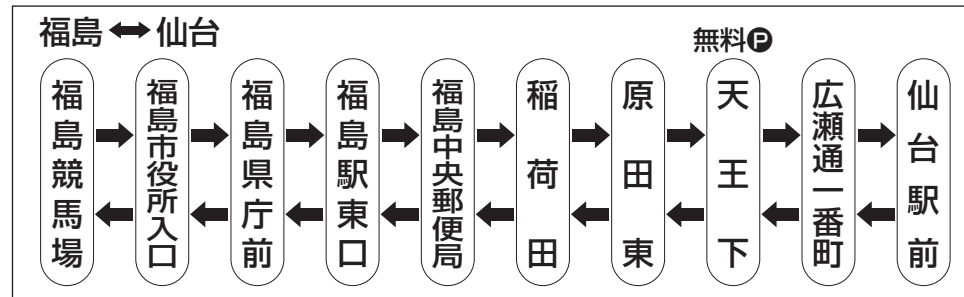 福島⬌仙台
無料🅟
福島競馬場
福島市役所入口
福島県庁前
福島駅東口
福島中央郵便局
稲荷田
原田東
天王下
広瀬通一番町
仙台駅前